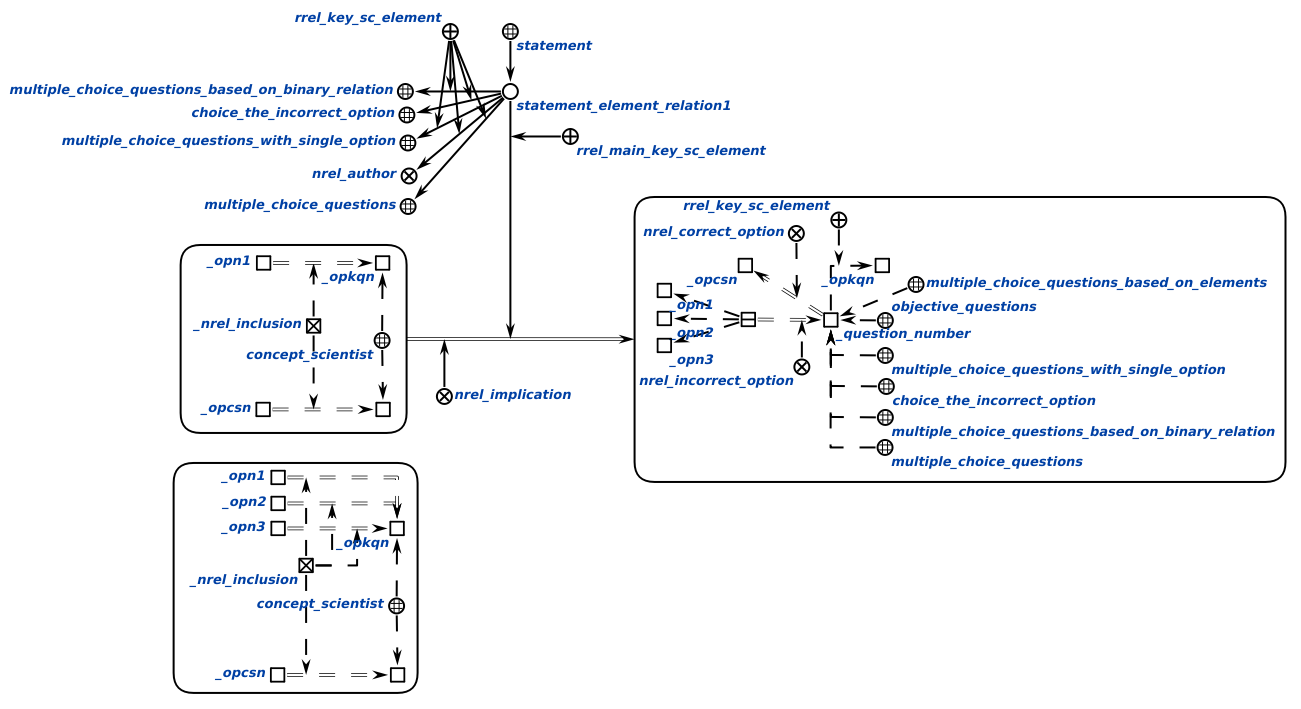 rrel_key_sc_element
statement
multiple_choice_questions_based_on_binary_relation
statement_element_relation1
choice_the_incorrect_option
multiple_choice_questions_with_single_option
rrel_main_key_sc_element
nrel_author
multiple_choice_questions
_opn1
_opkqn
_nrel_inclusion
concept_scientist
_opcsn
nrel_implication
rrel_key_sc_element
nrel_correct_option
_opcsn
_opkqn
multiple_choice_questions_based_on_elements
_opn1
objective_questions
_opn2
_question_number
_opn3
multiple_choice_questions_with_single_option
nrel_incorrect_option
choice_the_incorrect_option
multiple_choice_questions_based_on_binary_relation
multiple_choice_questions
_opn1
_opn2
_opn3
_opkqn
_nrel_inclusion
concept_scientist
_opcsn